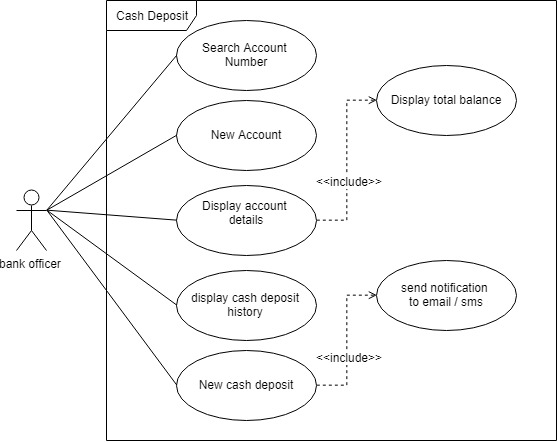 Cash Deposit
Search Account
Number
Display total balance
New Account
<<include>>
Display account
details
bank officer
display cash deposit
history
send notification
to email / sms
<<include>>
New cash deposit